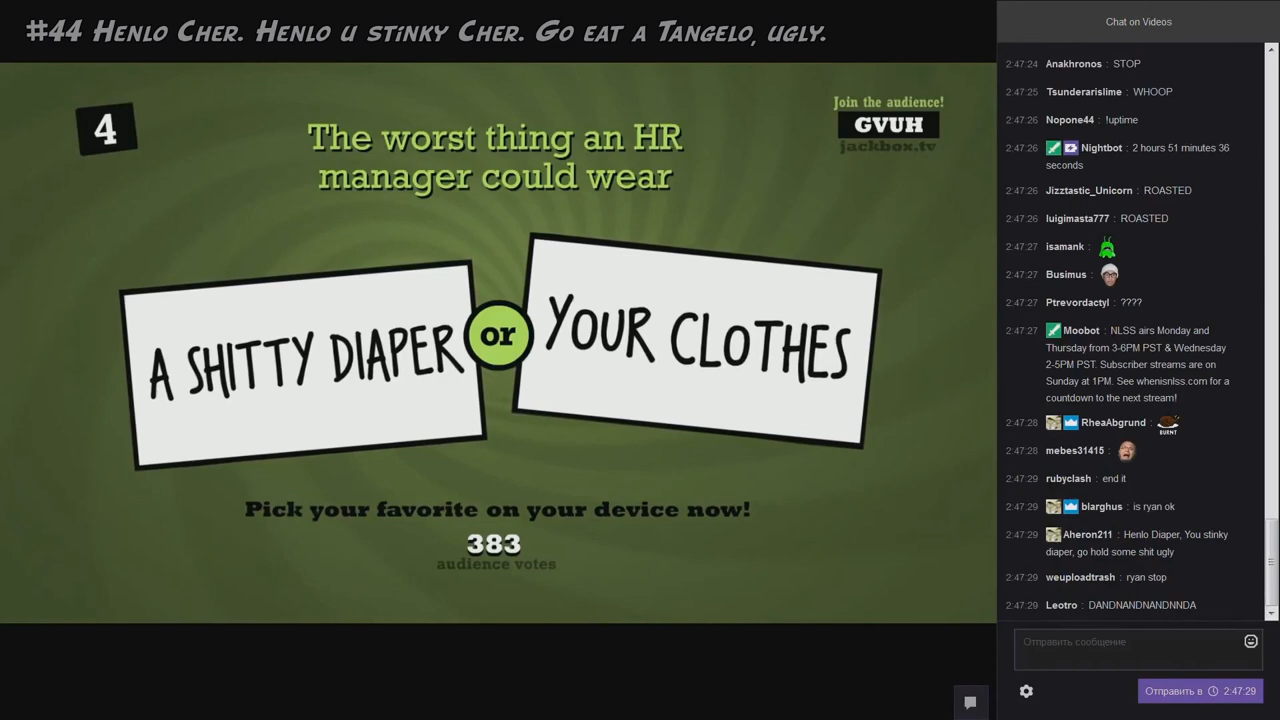 #44 Henlo Cher. Henlo u stinky Cher. Go eat a Tangelo, ugly.
4
The worst thing an HR
manager could wear
Join the audience!
GVUH
jackbox.tv
A SHITTY DIAPER
or
YOUR CLOTHES
Pick your favorite on your device now!
383
audience votes
Chat on Videos
2:47:24 Anakhronos : STOP
2:47:25 Tsunderarislime : WHOOP
2:47:26 Nopone44 : !uptime
2:47:26 Nightbot : 2 hours 51 minutes 36
seconds
2:47:26 Jizztastic_Unicorn : ROASTED
2:47:26 luigimasta777 : ROASTED
2:47:27 isamank :
2:47:27 Busimus :
2:47:27 Ptrevordactyl : ????
2:47:27 Moobot : NLSS airs Monday and
Thursday from 3-6PM PST & Wednesday
2-5PM PST. Subscriber streams are on
Sunday at 1PM. See whenisnlss.com for a
countdown to the next stream!
2:47:28 RheaAbgrund : BURNT
2:47:28 mebes31415 :
2:47:29 rubyclash : end it
2:47:29 blarghus : is ryan ok
2:47:29 Aheron211 : Henlo Diaper, You stinky
diaper, go hold some shit ugly
2:47:29 weuploadtrash : ryan stop
2:47:29 Leotro : DANDNANDNANDNNDA
Отправить сообщение
Отправить в 2:47:29